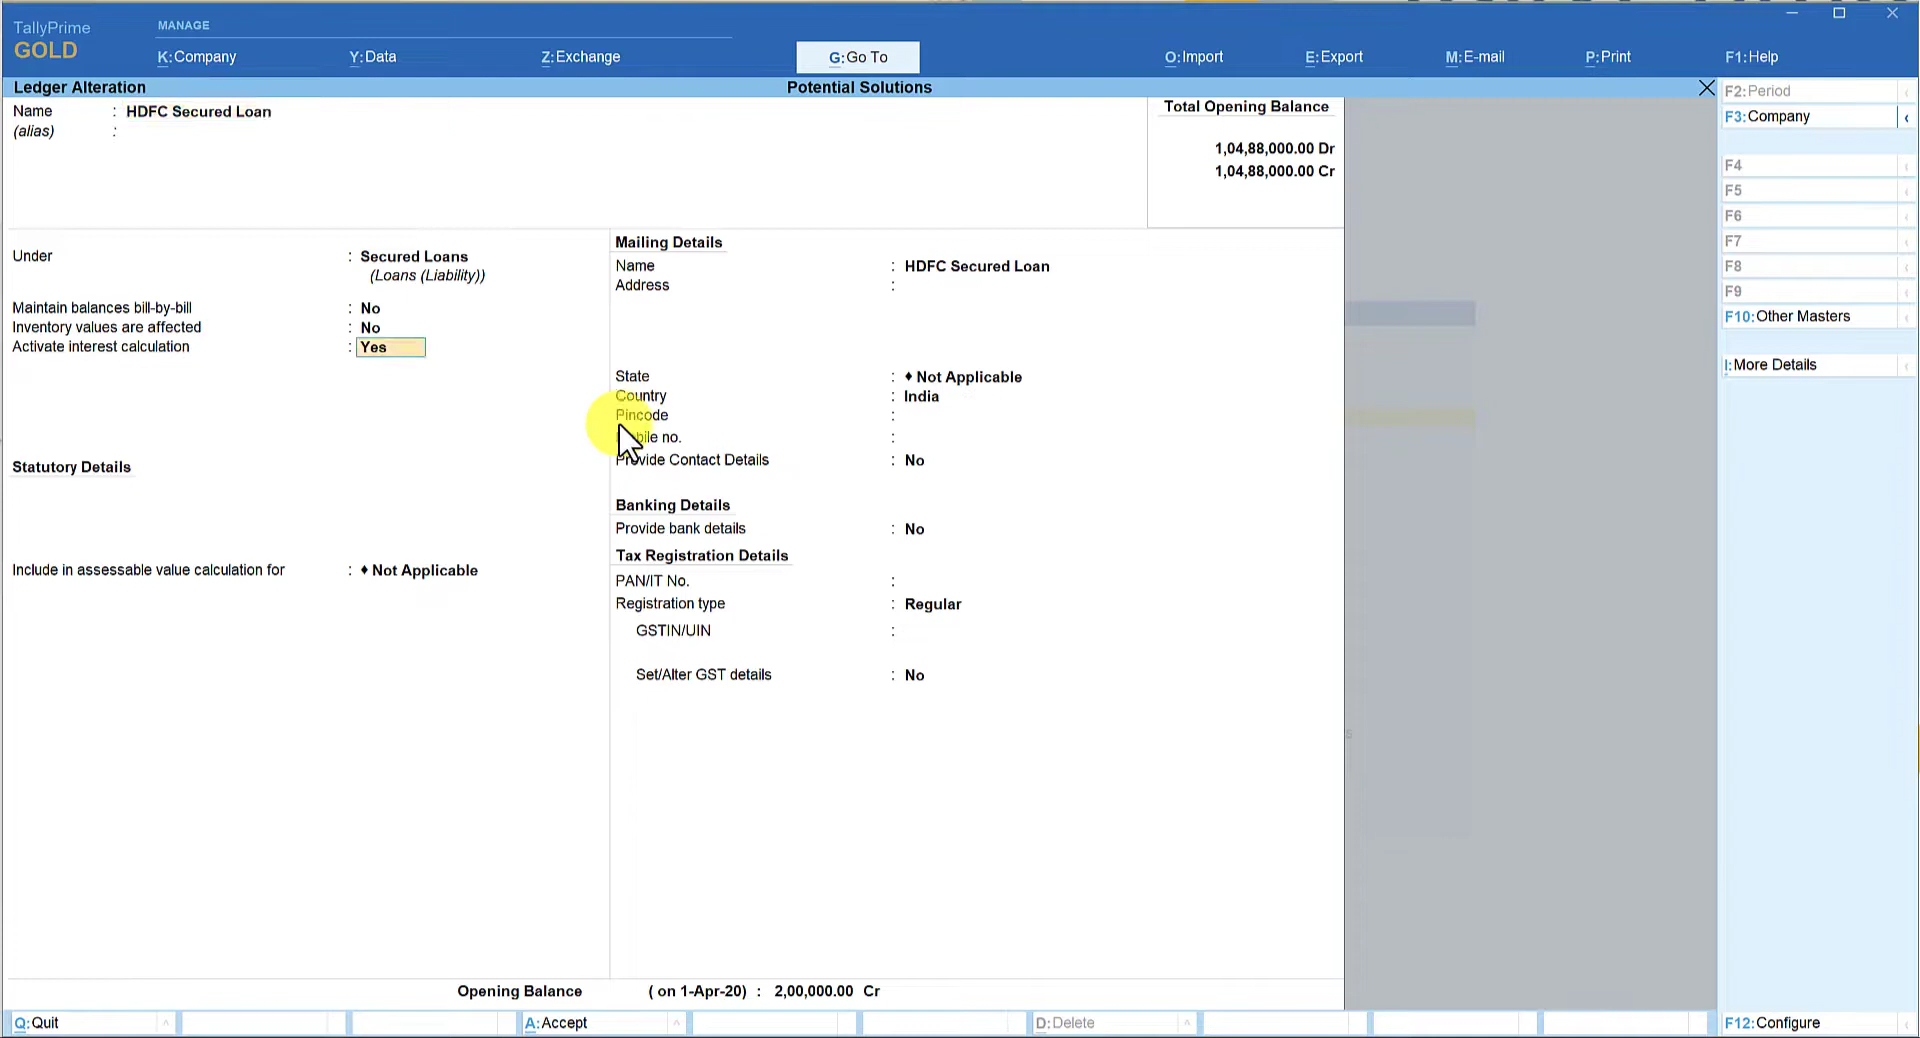 TallyPrime
GOLD
MANAGE
K:Company
Y:Data
Z:Exchange
G:Go To
O:Import
E:Export
M:E-mail
P:Print
F1:Help
Ledger Alteration
Potential Solutions
Name : HDFC Secured Loan
(alias) :
Total Opening Balance
1,04,88,000.00 Dr
1,04,88,000.00 Cr
Under : Secured Loans
(Loans (Liability))
Maintain balances bill-by-bill : No
Inventory values are affected : No
Activate interest calculation : Yes
Statutory Details
Include in assessable value calculation for : ♦ Not Applicable
Mailing Details
Name : HDFC Secured Loan
Address :
State : ♦ Not Applicable
Country : India
Pincode :
no. :
Provide Contact Details : No
Banking Details
Provide bank details : No
Tax Registration Details
PAN/IT No. :
Registration type : Regular
GSTIN/UIN :
Set/Alter GST details : No
Opening Balance ( on 1-Apr-20) : 2,00,000.00 Cr
F2:Period
F3:Company
F4
F5
F6
F7
F8
F9
F10:Other Masters
I:More Details
Q:Quit
A:Accept
D:Delete
F12:Configure